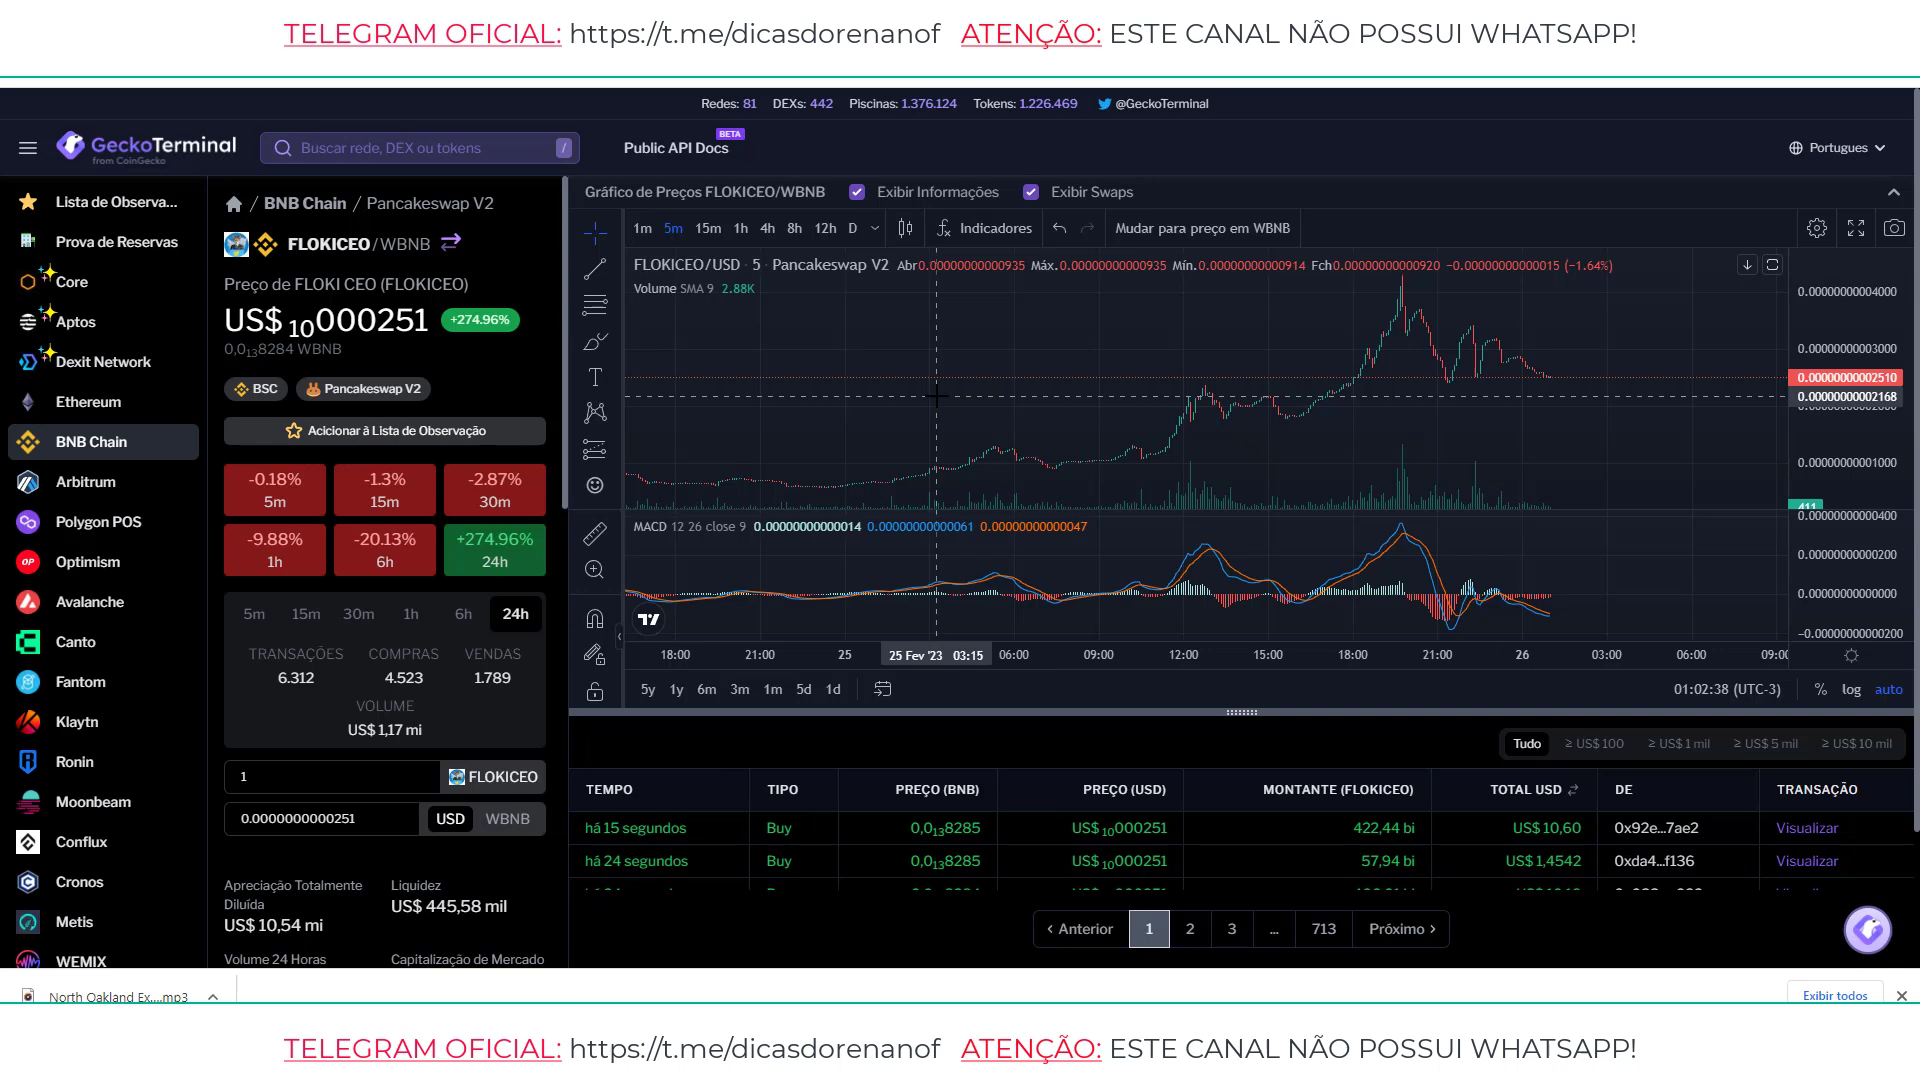 TELEGRAM OFICIAL: https://t.me/dicasdorenanof ATENÇÃO: ESTE CANAL NÃO POSSUI WHATSAPP!
Redes: 81 DEXs: 442 Piscinas: 1.376.124 Tokens: 1.226.469 @GeckoTerminal
GeckoTerminal
from CoinGecko
Buscar rede, DEX ou tokens /
Public API Docs
BETA
Portugues
Lista de Observa...
Prova de Reservas
Core
Aptos
Dexit Network
Ethereum
BNB Chain
Arbitrum
Polygon POS
Optimism
Avalanche
Canto
Fantom
Klaytn
Ronin
Moonbeam
Conflux
Cronos
Metis
WEMIX
/ BNB Chain / Pancakeswap V2
FLOKICEO/WBNB
Preço de FLOKI CEO (FLOKICEO)
US$ 10000251 +274.96%
0,0138284 WBNB
BSC Pancakeswap V2
Acicionar à Lista de Observação
-0.18% -1.3% -2.87%
5m 15m 30m
-9.88% -20.13% +274.96%
1h 6h 24h
5m 15m 30m 1h 6h 24h
TRANSAÇÕES COMPRAS VENDAS
6.312 4.523 1.789
VOLUME
US$ 1,17 mi
1 FLOKICEO
0.0000000000251 USD WBNB
Apreciação Totalmente Diluída
US$ 10,54 mi
Liquidez
US$ 445,58 mil
Volume 24 Horas
Capitalização de Mercado
Gráfico de Preços FLOKICEO/WBNB Exibir Informações Exibir Swaps
1m 5m 15m 1h 4h 8h 12h D Indicadores Mudar para preço em WBNB
FLOKICEO/USD · 5 · Pancakeswap V2 Abr0.00000000000935 Máx.0.00000000000935 Mín.0.00000000000914 Fch0.00000000000920 −0.00000000000015 (−1.64%)
Volume SMA 9 2.88K
0.00000000004000
0.00000000003000
0.00000000002510
0.00000000002168
0.00000000001000
411
MACD 12 26 close 9 0.00000000000014 0.00000000000061 0.00000000000047
0.00000000000400
0.00000000000200
0.00000000000000
−0.00000000000200
18:00 21:00 25 25 Fev '23 03:15 06:00 09:00 12:00 15:00 18:00 21:00 26 03:00 06:00 09:00
5y 1y 6m 3m 1m 5d 1d
01:02:38 (UTC-3) % log auto
Tudo ≥ US$ 100 ≥ US$ 1 mil ≥ US$ 5 mil ≥ US$ 10 mil
TEMPO TIPO PREÇO (BNB) PREÇO (USD) MONTANTE (FLOKICEO) TOTAL USD DE TRANSAÇÃO
há 15 segundos Buy 0,0138285 US$ 10000251 422,44 bi US$ 10,60 0x92e...7ae2 Visualizar
há 24 segundos Buy 0,0138285 US$ 10000251 57,94 bi US$ 1,4542 0xda4...f136 Visualizar
‹ Anterior 1 2 3 ... 713 Próximo ›
North Oakland Ex....mp3
Exibir todos
TELEGRAM OFICIAL: https://t.me/dicasdorenanof ATENÇÃO: ESTE CANAL NÃO POSSUI WHATSAPP!